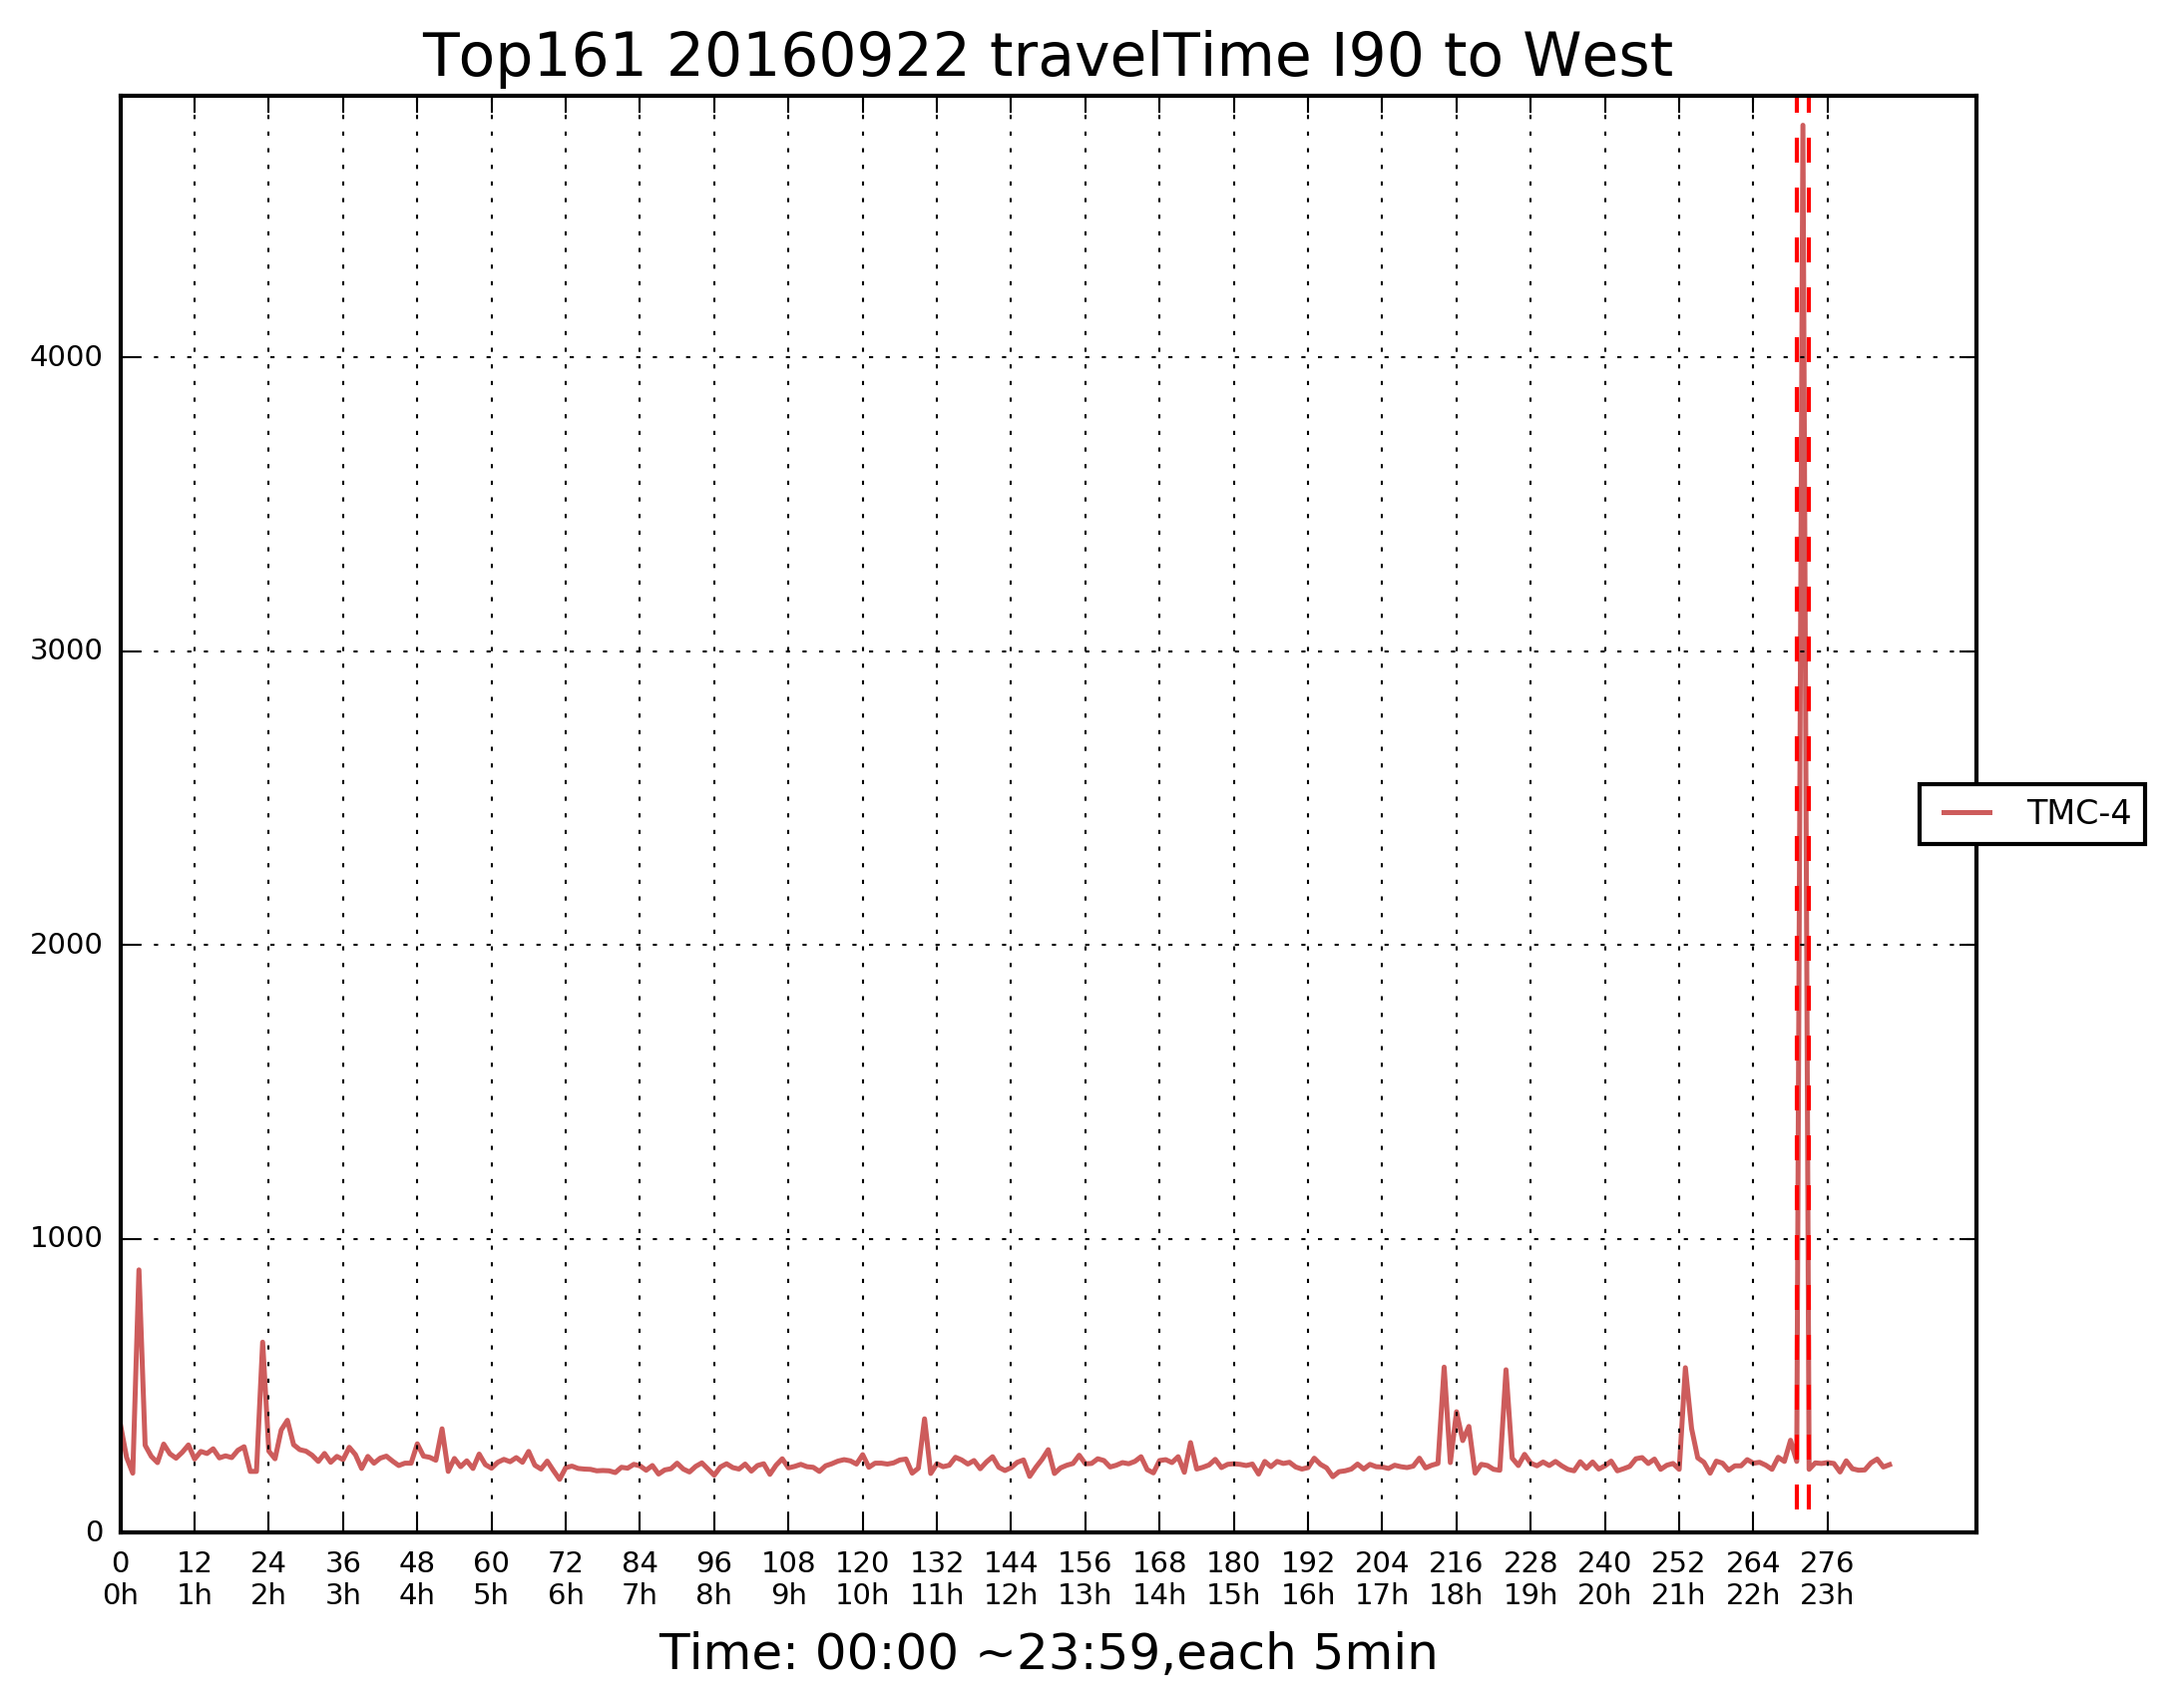 Top161 20160922 travelTime I90 to West
4000
3000
2000
1000
0
TMC-4
0 12 24 36 48 60 72 84 96 108 120 132 144 156 168 180 192 204 216 228 240 252 264 276
0h 1h 2h 3h 4h 5h 6h 7h 8h 9h 10h 11h 12h 13h 14h 15h 16h 17h 18h 19h 20h 21h 22h 23h
Time: 00:00 ~23:59,each 5min